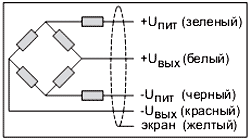 +Uпит (зеленый)
+Uвых (белый)
-Uпит (черный)
-Uвых (красный)
экран (желтый)